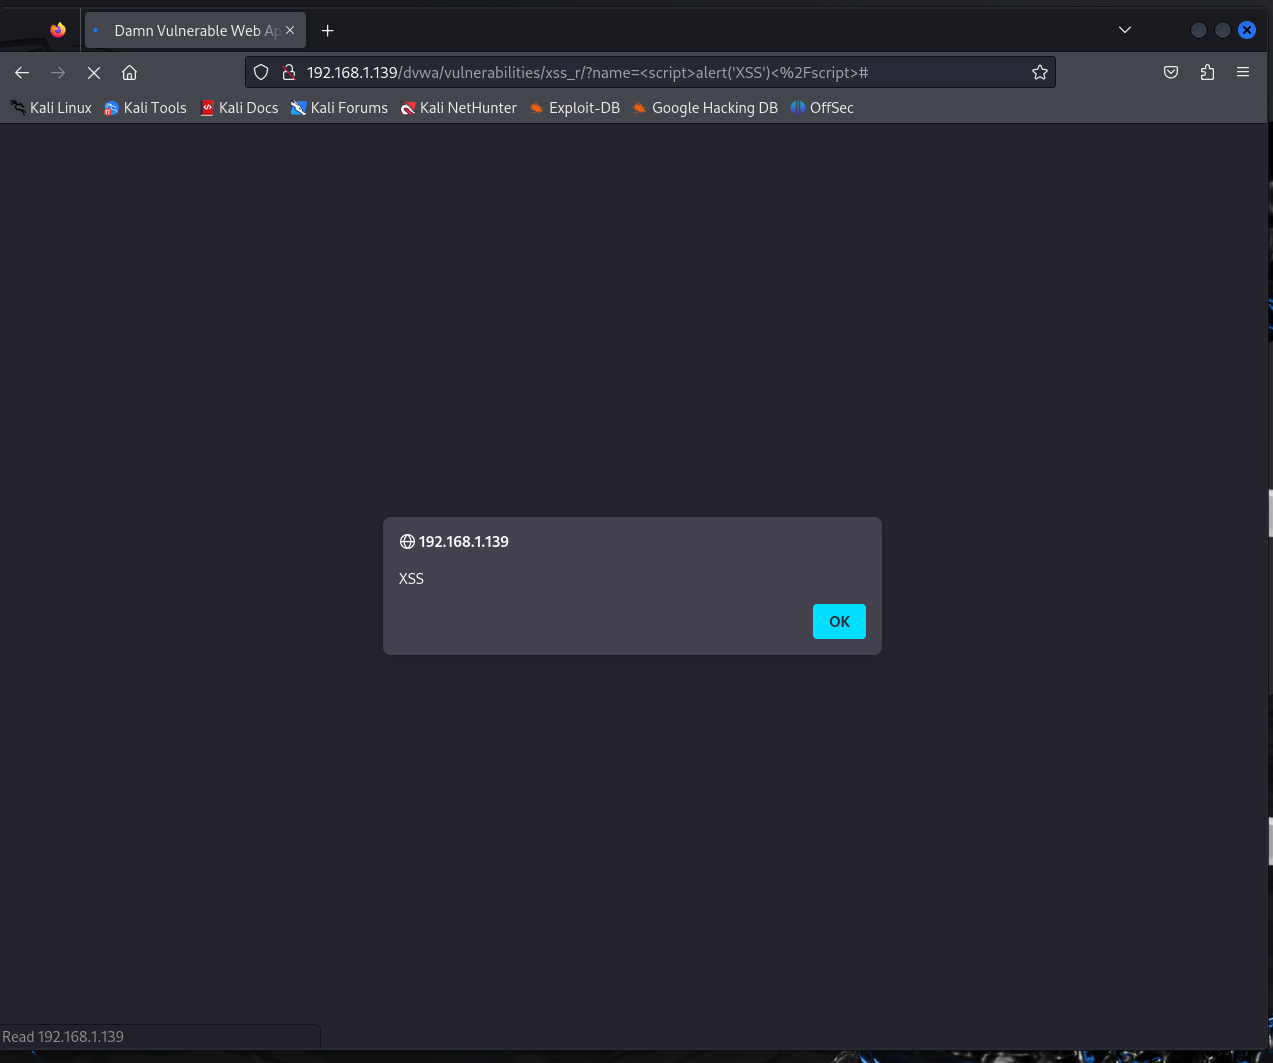 Damn Vulnerable Web Ap
192.168.1.139/dvwa/vulnerabilities/xss_r/?name=<script>alert('XSS')<%2Fscript>#
Kali Linux Kali Tools Kali Docs Kali Forums Kali NetHunter Exploit-DB Google Hacking DB OffSec
192.168.1.139
XSS
OK
Read 192.168.1.139